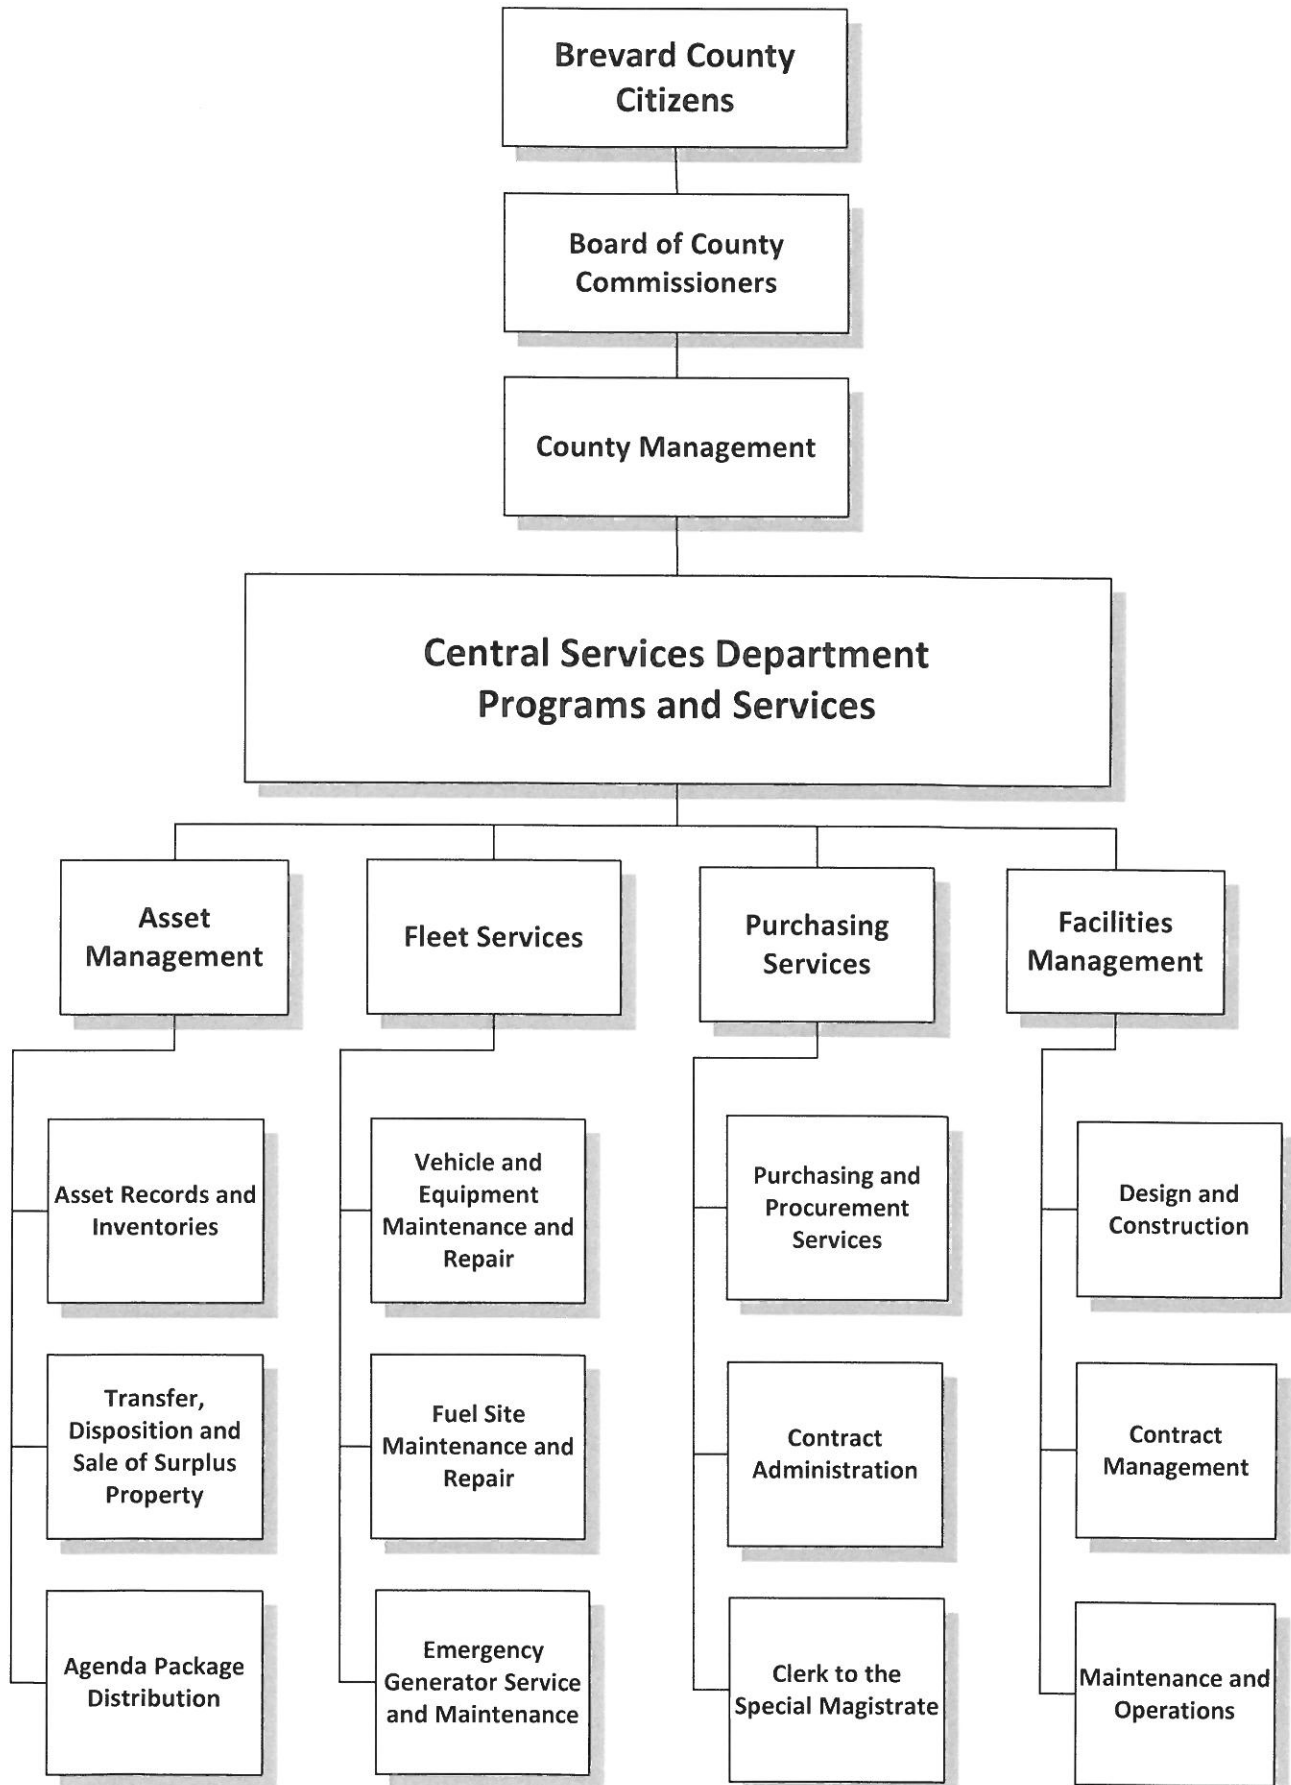 Brevard County
Citizens
Board of County
Commissioners
County Management
Central Services Department
Programs and Services
Asset
Management
Fleet Services
Purchasing
Services
Facilities
Management
Asset Records and
Inventories
Vehicle and
Equipment
Maintenance and
Repair
Purchasing and
Procurement
Services
Design and
Construction
Transfer,
Disposition and
Sale of Surplus
Property
Fuel Site
Maintenance and
Repair
Contract
Administration
Contract
Management
Agenda Package
Distribution
Emergency
Generator Service
and Maintenance
Clerk to the
Special Magistrate
Maintenance and
Operations